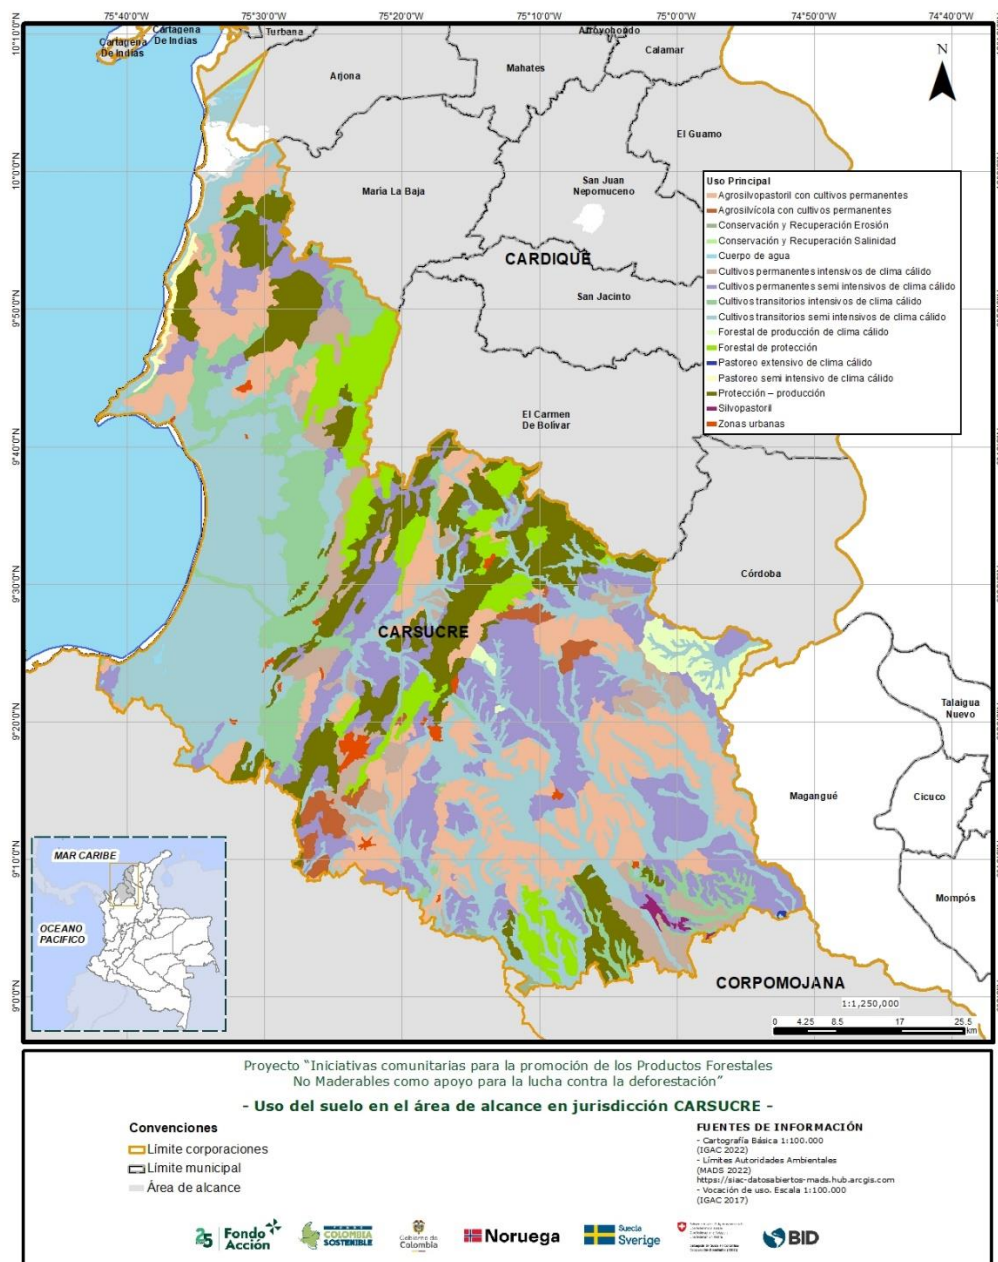 75°40'0"W
75°30'0"W
75°20'0"W
75°10'0"W
75°0'0"W
74°50'0"W
74°40'0"W
10°10'0"N
10°0'0"N
9°50'0"N
9°40'0"N
9°30'0"N
9°20'0"N
9°10'0"N
9°0'0"N
Cartagena
De Indias
Cartagena
De Indias
Turbana
Arjona
Mahates
Arroyohondo
Calamar
N
El Guamo
María La Baja
San Juan
Nepomuceno
CARDIQUE
San Jacinto
El Carmen
De Bolívar
Córdoba
CARSUCRE
Talaigua
Nuevo
Magangué
Cicuco
Mompós
CORPOMOJANA
Uso Principal
Agrosilvopastoril con cultivos permanentes
Agrosilvícola con cultivos permanentes
Conservación y Recuperación Erosión
Conservación y Recuperación Salinidad
Cuerpo de agua
Cultivos permanentes intensivos de clima cálido
Cultivos permanentes semi intensivos de clima cálido
Cultivos transitorios intensivos de clima cálido
Cultivos transitorios semi intensivos de clima cálido
Forestal de producción de clima cálido
Forestal de protección
Pastoreo extensivo de clima cálido
Pastoreo semi intensivo de clima cálido
Protección – producción
Silvopastoril
Zonas urbanas
MAR CARIBE
OCEANO
PACIFICO
1:1,250,000
0 4.25 8.5 17 25.5
km
Proyecto "Iniciativas comunitarias para la promoción de los Productos Forestales
No Maderables como apoyo para la lucha contra la deforestación"
- Uso del suelo en el área de alcance en jurisdicción CARSUCRE -
Convenciones
Límite corporaciones
Límite municipal
Área de alcance
FUENTES DE INFORMACIÓN
- Cartografía Básica 1:100.000
(IGAC 2022)
- Límites Autoridades Ambientales
(MADS 2022)
https://siac-datosabiertos-mads.hub.arcgis.com
- Vocación de uso. Escala 1:100.000
(IGAC 2017)
25 Fondo
Acción
FONDO
COLOMBIA
SOSTENIBLE
Gobierno de
Colombia
Noruega
Suecia
Sverige
BID